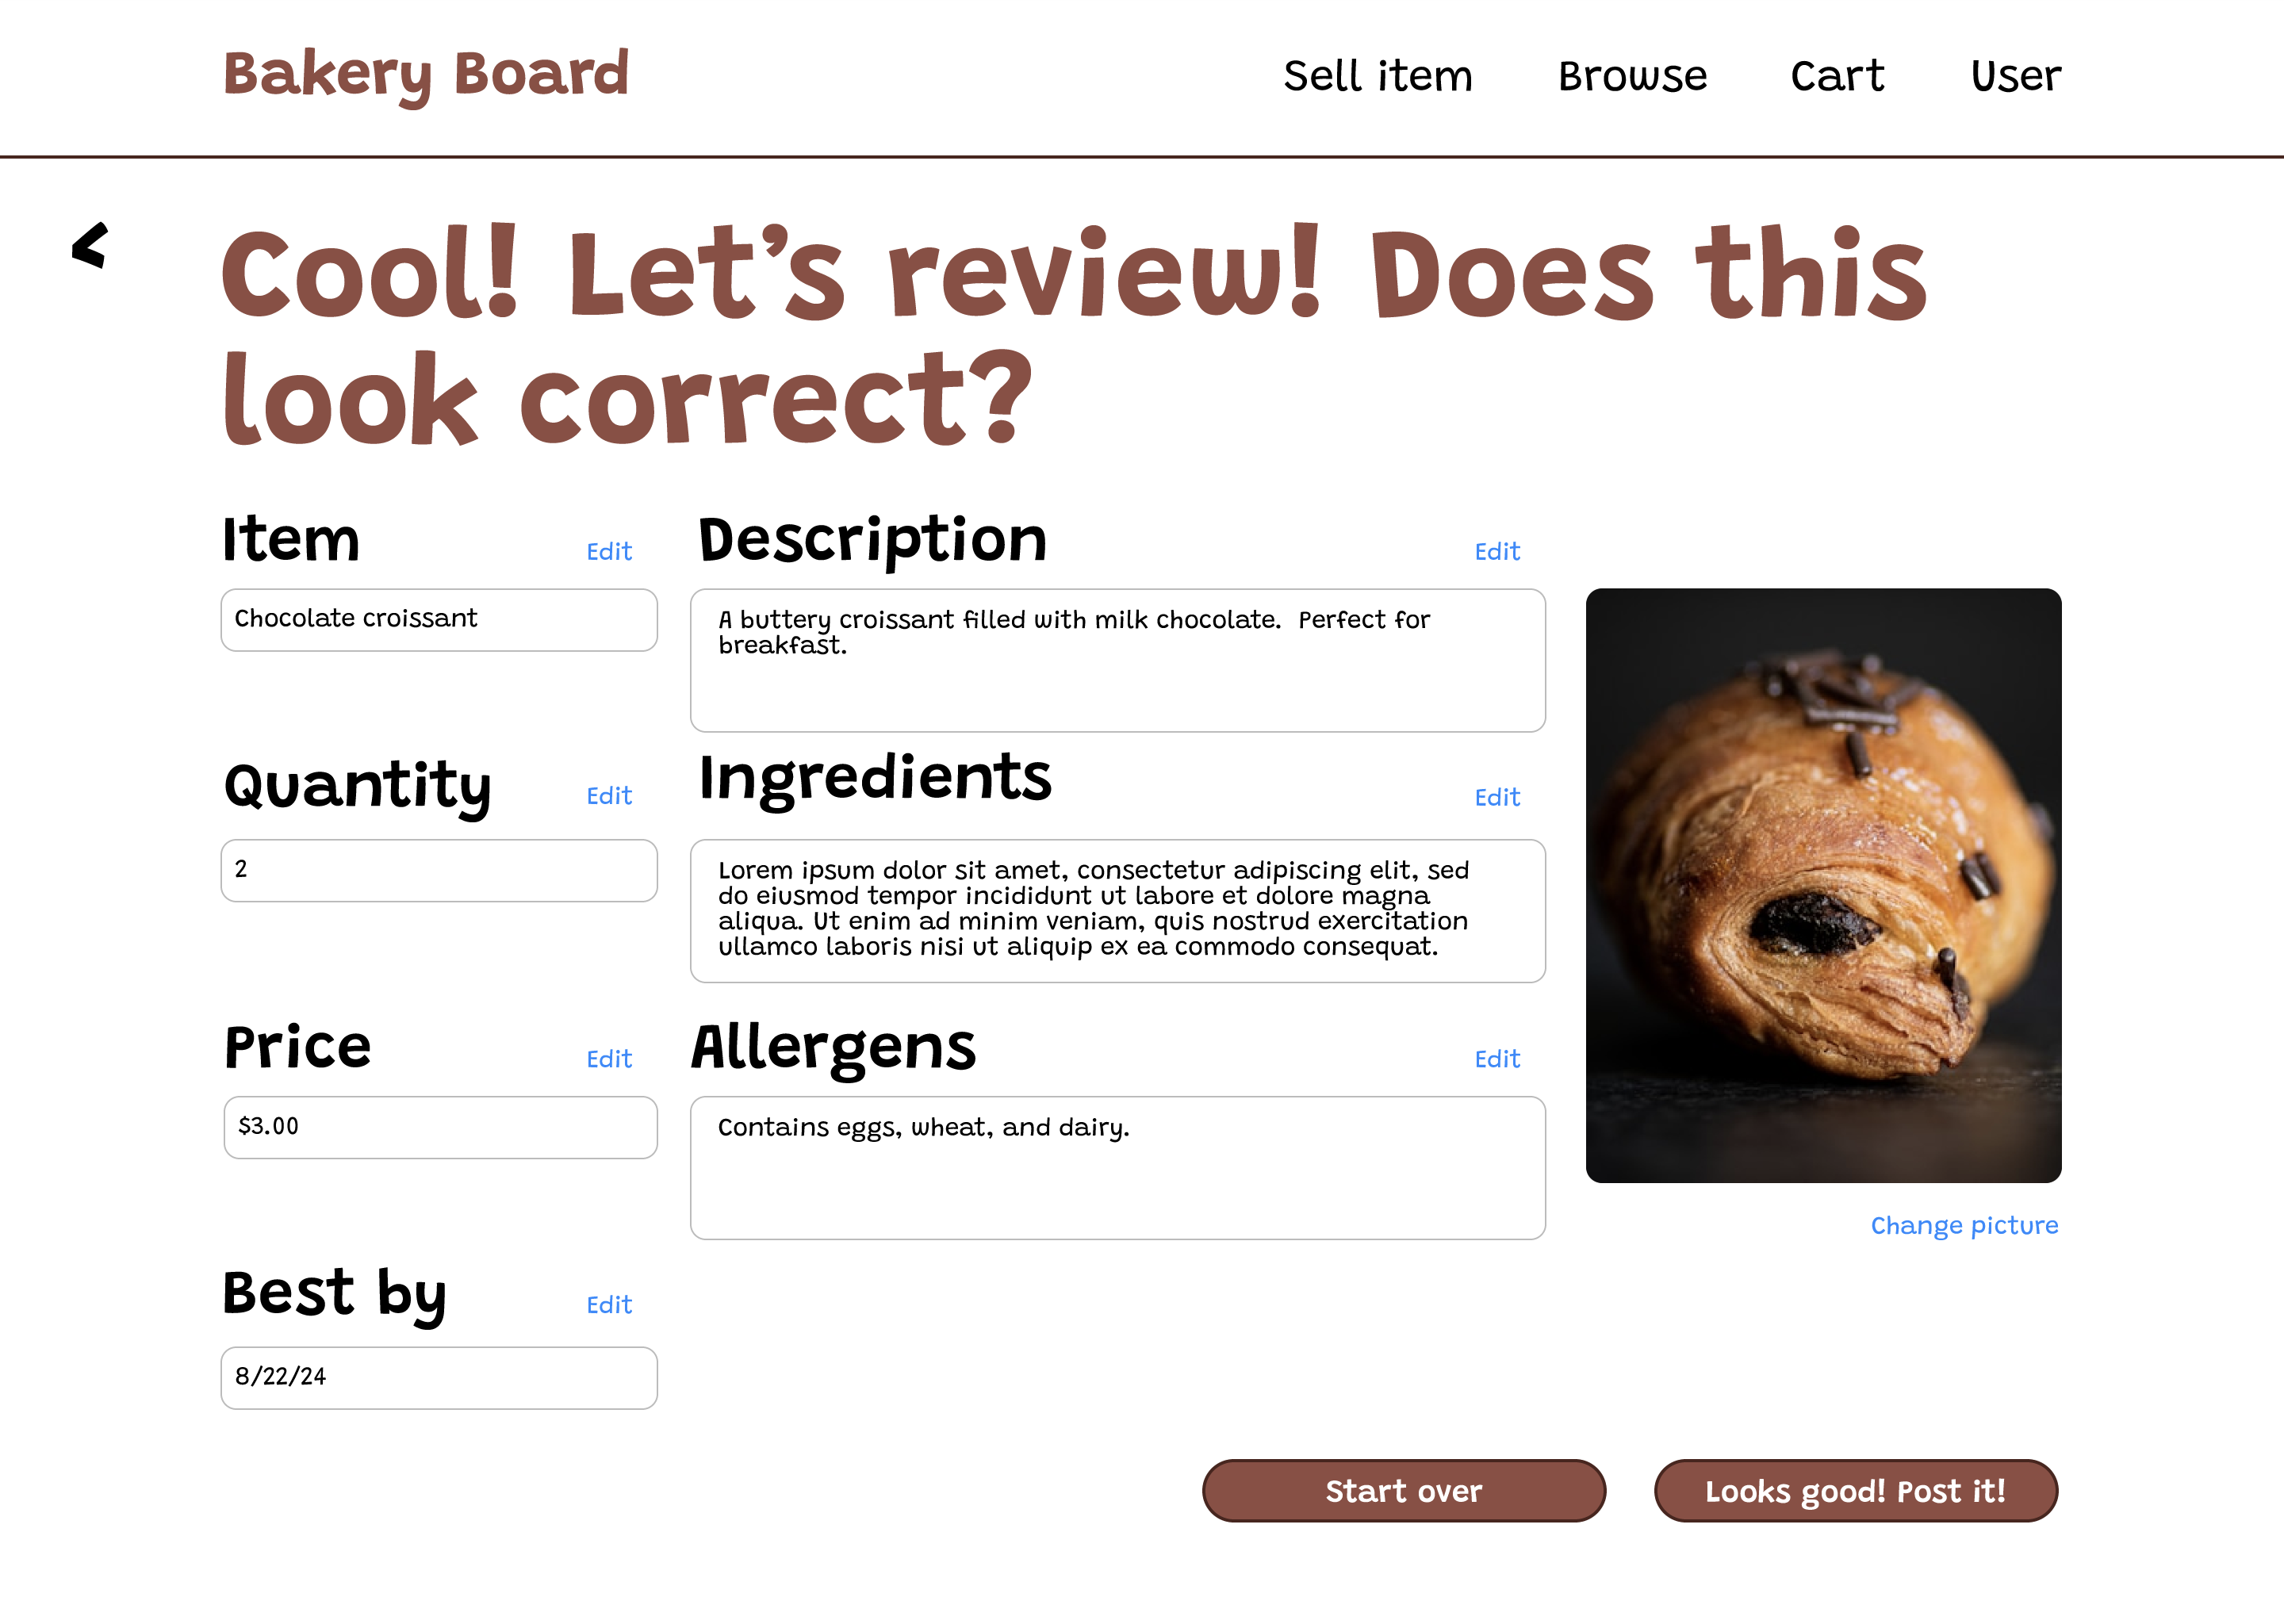 Bakery Board
Sell item Browse Cart User
<
Cool! Let’s review! Does this
look correct?
Item Edit
Chocolate croissant
Description Edit
A buttery croissant filled with milk chocolate.  Perfect for
breakfast.
Quantity Edit
2
Ingredients Edit
Lorem ipsum dolor sit amet, consectetur adipiscing elit, sed
do eiusmod tempor incididunt ut labore et dolore magna
aliqua. Ut enim ad minim veniam, quis nostrud exercitation
ullamco laboris nisi ut aliquip ex ea commodo consequat.
Price Edit
$3.00
Allergens Edit
Contains eggs, wheat, and dairy.
Change picture
Best by Edit
8/22/24
Start over
Looks good! Post it!